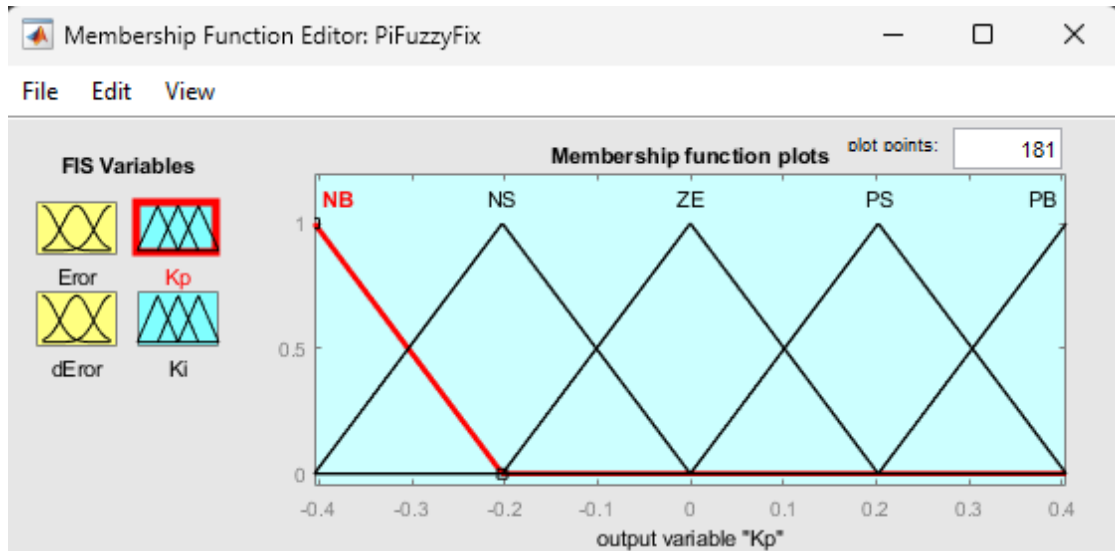 Membership Function Editor: PiFuzzyFix
File Edit View
FIS Variables
Eror
Kp
dEror
Ki
Membership function plots
plot points:
181
NB NS ZE PS PB
1
0.5
0
-0.4 -0.3 -0.2 -0.1 0 0.1 0.2 0.3 0.4
output variable "Kp"